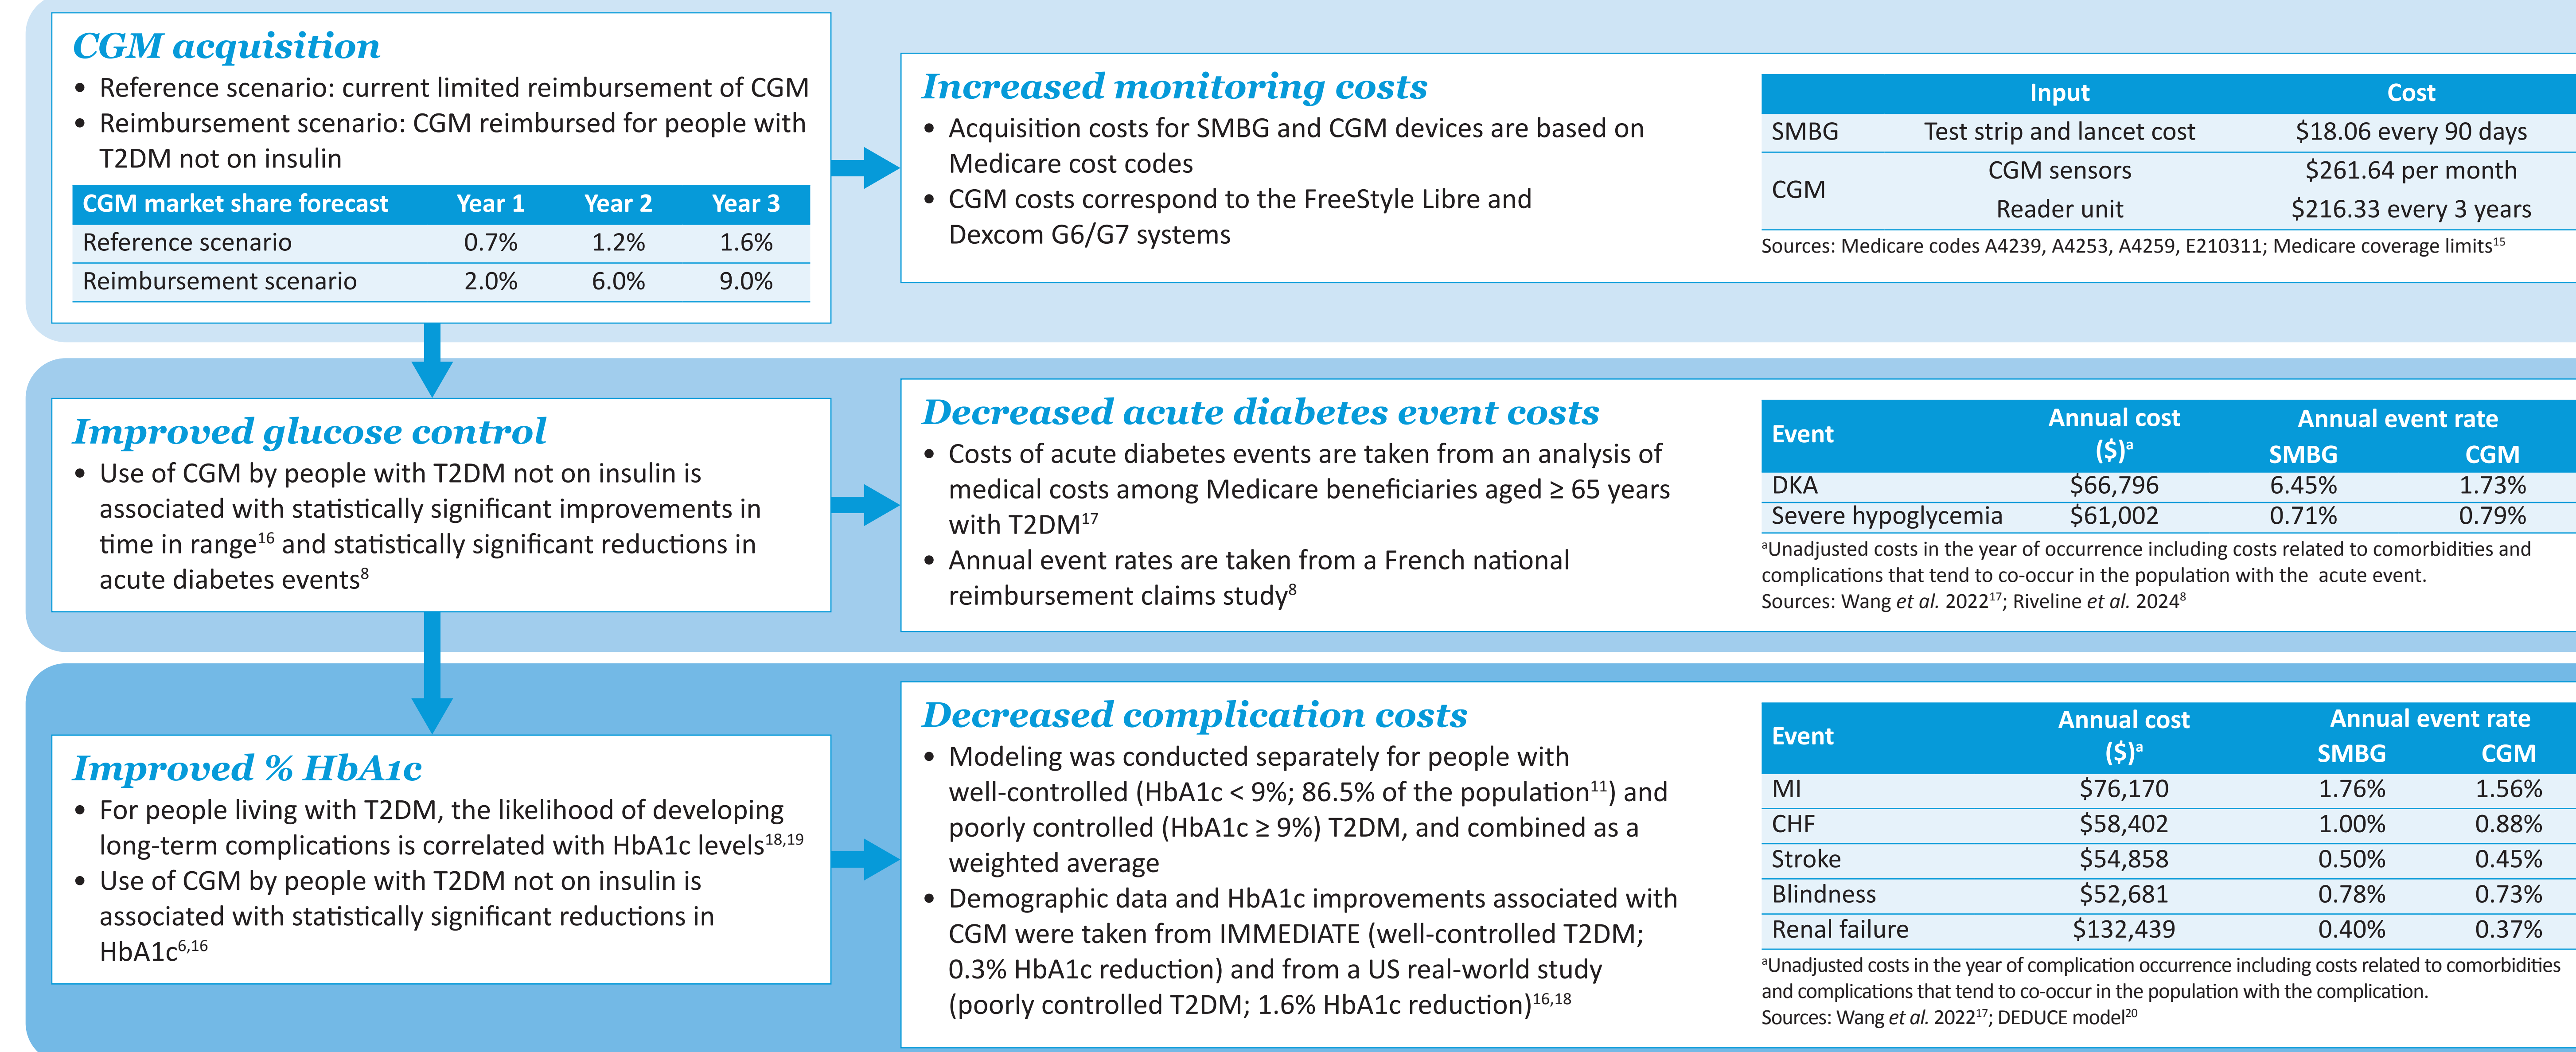 CGM acquisition
• Reference scenario: current limited reimbursement of CGM
• Reimbursement scenario: CGM reimbursed for people with
T2DM not on insulin
CGM market share forecast Year 1 Year 2 Year 3
Reference scenario 0.7% 1.2% 1.6%
Reimbursement scenario 2.0% 6.0% 9.0%
Increased monitoring costs
• Acquisition costs for SMBG and CGM devices are based on
Medicare cost codes
• CGM costs correspond to the FreeStyle Libre and
Dexcom G6/G7 systems
Input Cost
SMBG Test strip and lancet cost $18.06 every 90 days
CGM
CGM sensors $261.64 per month
Reader unit $216.33 every 3 years
Sources: Medicare codes A4239, A4253, A4259, E210311; Medicare coverage limits15
Improved glucose control
• Use of CGM by people with T2DM not on insulin is
associated with statistically significant improvements in
time in range16 and statistically significant reductions in
acute diabetes events8
Decreased acute diabetes event costs
• Costs of acute diabetes events are taken from an analysis of
medical costs among Medicare beneficiaries aged ≥ 65 years
with T2DM17
• Annual event rates are taken from a French national
reimbursement claims study8
Event Annual cost ($)a Annual event rate
SMBG CGM
DKA $66,796 6.45% 1.73%
Severe hypoglycemia $61,002 0.71% 0.79%
aUnadjusted costs in the year of occurrence including costs related to comorbidities and
complications that tend to co-occur in the population with the acute event.
Sources: Wang et al. 202217; Riveline et al. 20248
Improved % HbA1c
• For people living with T2DM, the likelihood of developing
long-term complications is correlated with HbA1c levels18,19
• Use of CGM by people with T2DM not on insulin is
associated with statistically significant reductions in
HbA1c6,16
Decreased complication costs
• Modeling was conducted separately for people with
well-controlled (HbA1c < 9%; 86.5% of the population11) and
poorly controlled (HbA1c ≥ 9%) T2DM, and combined as a
weighted average
• Demographic data and HbA1c improvements associated with
CGM were taken from IMMEDIATE (well-controlled T2DM;
0.3% HbA1c reduction) and from a US real-world study
(poorly controlled T2DM; 1.6% HbA1c reduction)16,18
Event Annual cost ($)a Annual event rate
SMBG CGM
MI $76,170 1.76% 1.56%
CHF $58,402 1.00% 0.88%
Stroke $54,858 0.50% 0.45%
Blindness $52,681 0.78% 0.73%
Renal failure $132,439 0.40% 0.37%
aUnadjusted costs in the year of complication occurrence including costs related to comorbidities
and complications that tend to co-occur in the population with the complication.
Sources: Wang et al. 202217; DEDUCE model20